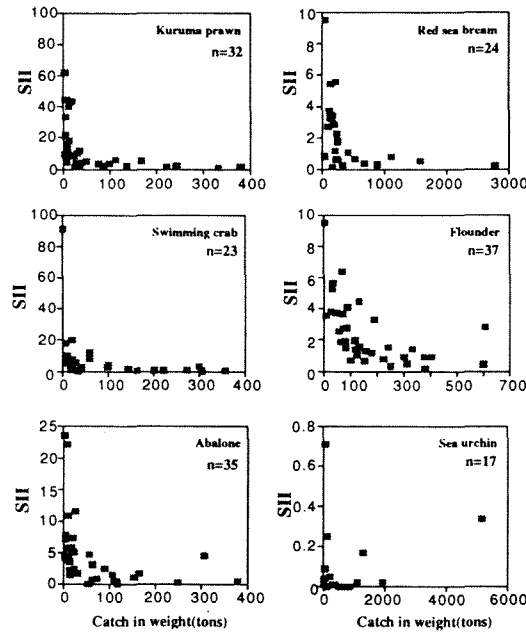 Kuruma prawn
n=32
SII
100
80
60
40
20
0
0 100 200 300 400
Red sea bream
n=24
10
8
6
4
2
0
0 1000 2000 3000
Swimming crab
n=23
SII
100
80
60
40
20
0
0 100 200 300 400
Flounder
n=37
SII
10
8
6
4
2
0
0 100 200 300 400 500 600 700
Abalone
n=35
SII
25
20
15
10
5
0
0 100 200 300 400
Catch in weight(tons)
Sea urchin
n=17
SII
0.8
0.6
0.4
0.2
0
0 1000 2000 3000 4000 5000 6000
Catch in weight(tons)